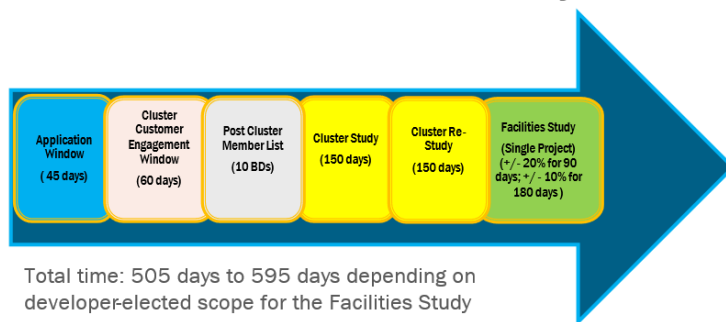 Application
Window
( 45 days)
Cluster
Customer
Engagement
Window
(60 days)
Post Cluster
Member List
(10 BDs)
Cluster Study
(150 days)
Cluster Re-
Study
(150 days)
Facilities Study
(Single Project)
(+/- 20% for 90
days; +/- 10% for
180 days )
Total time: 505 days to 595 days depending on
developer-elected scope for the Facilities Study